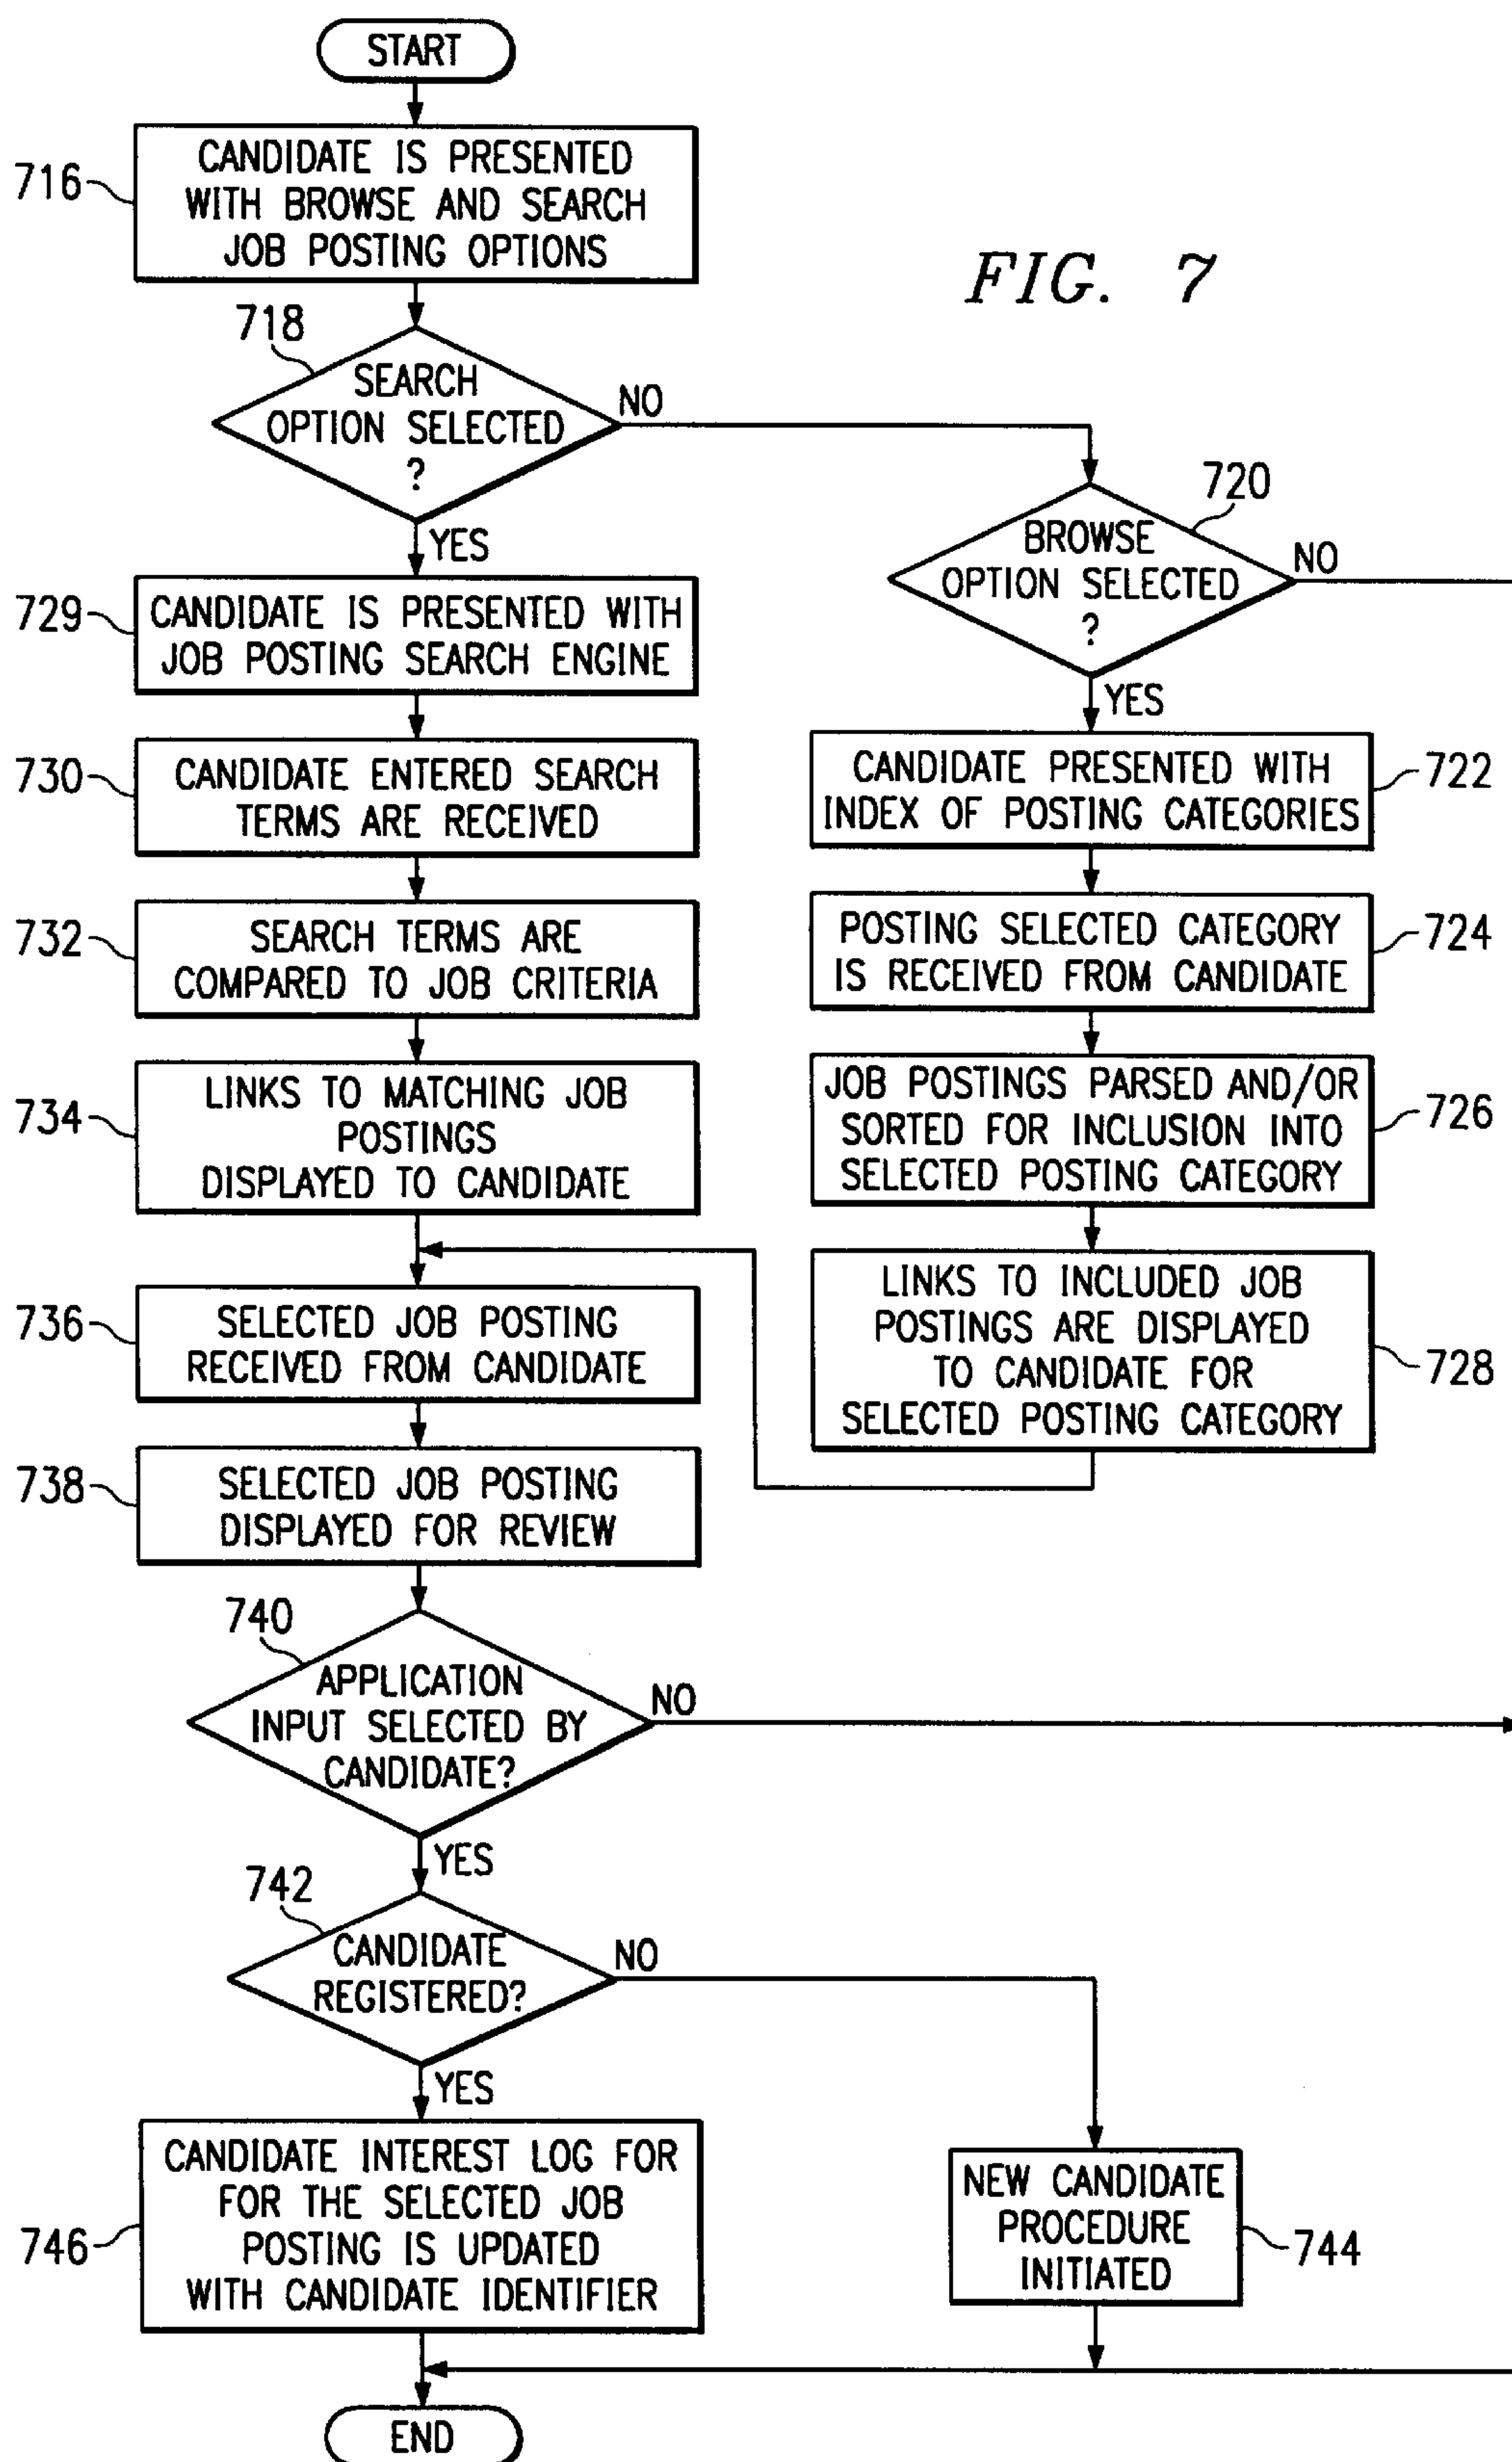 START
716
CANDIDATE IS PRESENTED
WITH BROWSE AND SEARCH
JOB POSTING OPTIONS
FIG. 7
718
SEARCH
OPTION SELECTED
?
NO
YES
720
BROWSE
OPTION SELECTED
?
NO
YES
729
CANDIDATE IS PRESENTED WITH
JOB POSTING SEARCH ENGINE
730
CANDIDATE ENTERED SEARCH
TERMS ARE RECEIVED
732
SEARCH TERMS ARE
COMPARED TO JOB CRITERIA
734
LINKS TO MATCHING JOB
POSTINGS
DISPLAYED TO CANDIDATE
722
CANDIDATE PRESENTED WITH
INDEX OF POSTING CATEGORIES
724
POSTING SELECTED CATEGORY
IS RECEIVED FROM CANDIDATE
726
JOB POSTINGS PARSED AND/OR
SORTED FOR INCLUSION INTO
SELECTED POSTING CATEGORY
728
LINKS TO INCLUDED JOB
POSTINGS ARE DISPLAYED
TO CANDIDATE FOR
SELECTED POSTING CATEGORY
736
SELECTED JOB POSTING
RECEIVED FROM CANDIDATE
738
SELECTED JOB POSTING
DISPLAYED FOR REVIEW
740
APPLICATION
INPUT SELECTED BY
CANDIDATE?
NO
YES
742
CANDIDATE
REGISTERED?
NO
YES
746
CANDIDATE INTEREST LOG FOR
FOR THE SELECTED JOB
POSTING IS UPDATED
WITH CANDIDATE IDENTIFIER
744
NEW CANDIDATE
PROCEDURE
INITIATED
END